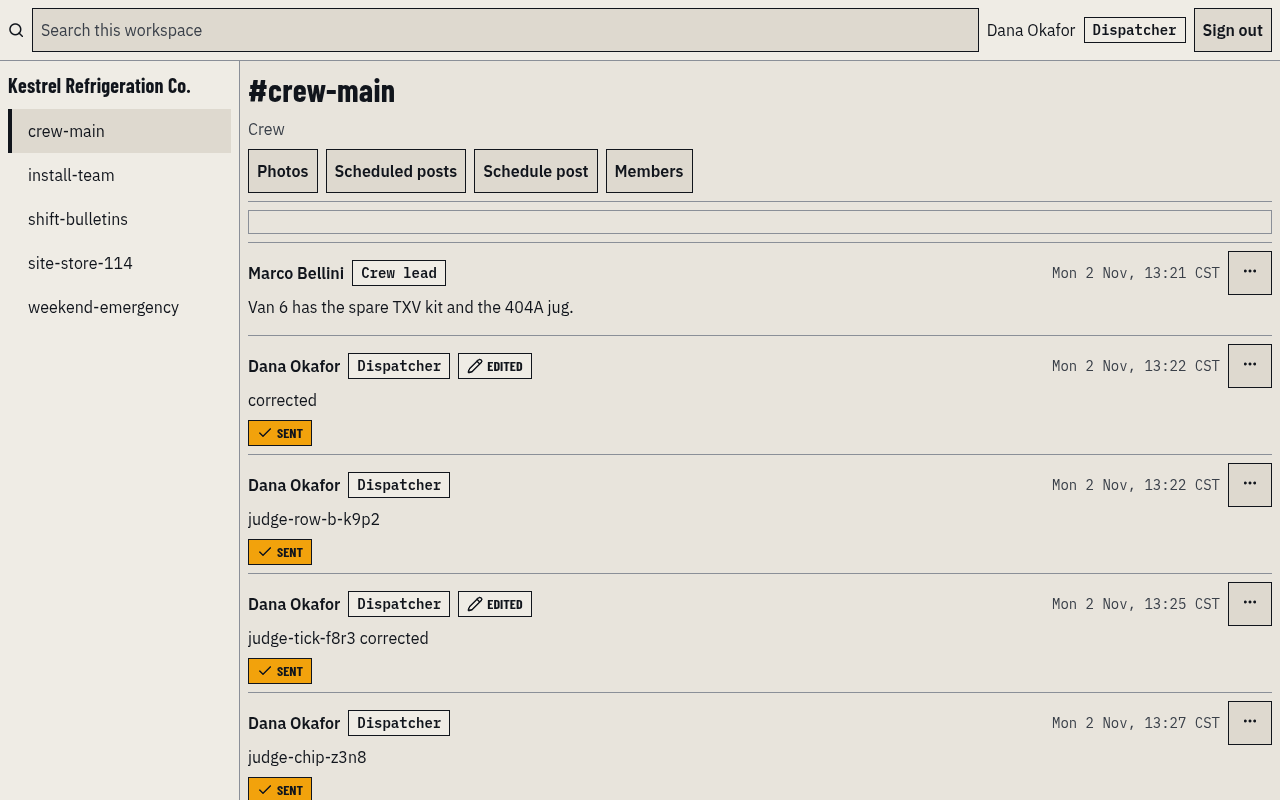 Search this workspace
Dana Okafor
Dispatcher
Sign out
Kestrel Refrigeration Co.
crew-main
install-team
shift-bulletins
site-store-114
weekend-emergency
#crew-main
Crew
Photos
Scheduled posts
Schedule post
Members
Marco Bellini Crew lead Mon 2 Nov, 13:21 CST ...
Van 6 has the spare TXV kit and the 404A jug.
Dana Okafor Dispatcher EDITED Mon 2 Nov, 13:22 CST ...
corrected
SENT
Dana Okafor Dispatcher Mon 2 Nov, 13:22 CST ...
judge-row-b-k9p2
SENT
Dana Okafor Dispatcher EDITED Mon 2 Nov, 13:25 CST ...
judge-tick-f8r3 corrected
SENT
Dana Okafor Dispatcher Mon 2 Nov, 13:27 CST ...
judge-chip-z3n8
SENT